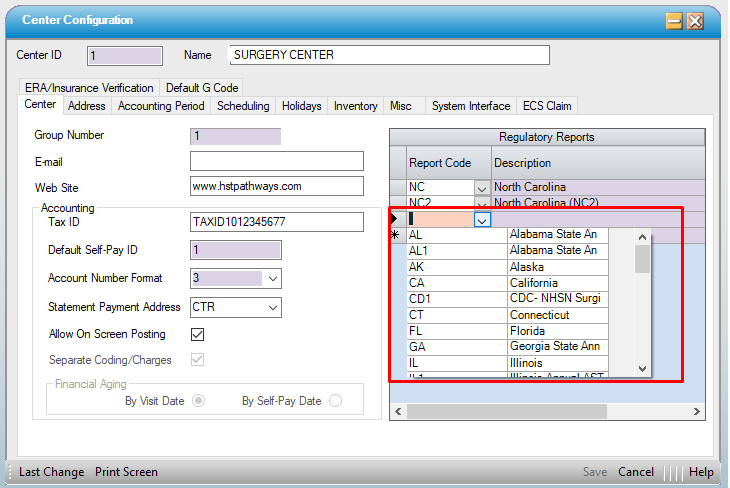 Center Configuration
Center ID 1 Name SURGERY CENTER
ERA/Insurance Verification Default G Code
Center Address Accounting Period Scheduling Holidays Inventory Misc System Interface ECS Claim
Group Number 1
E-mail
Web Site www.hstpathways.com
Accounting
Tax ID TAXID1012345677
Default Self-Pay ID 1
Account Number Format 3
Statement Payment Address CTR
Allow On Screen Posting
Separate Coding/Charges
Financial Aging
By Visit Date By Self-Pay Date
Regulatory Reports
Report Code Description
NC North Carolina
NC2 North Carolina (NC2)
AL Alabama State An
AL1 Alabama State An
AK Alaska
CA California
CD1 CDC- NHSN Surgi
CT Connecticut
FL Florida
GA Georgia State Ann
IL Illinois
IL1 Illinois Annual AST
Last Change Print Screen Save Cancel Help